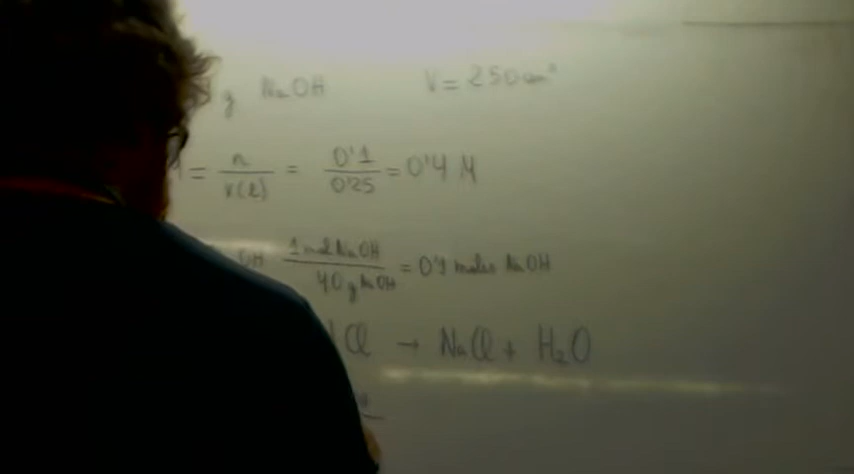 g NaOH V = 250 cm³
= n / V(l) = 0'1 / 0'25 = 0'4 M
OH 1 mol NaOH / 40 g NaOH = 0'1 moles NaOH
Cl → NaCl + H₂O